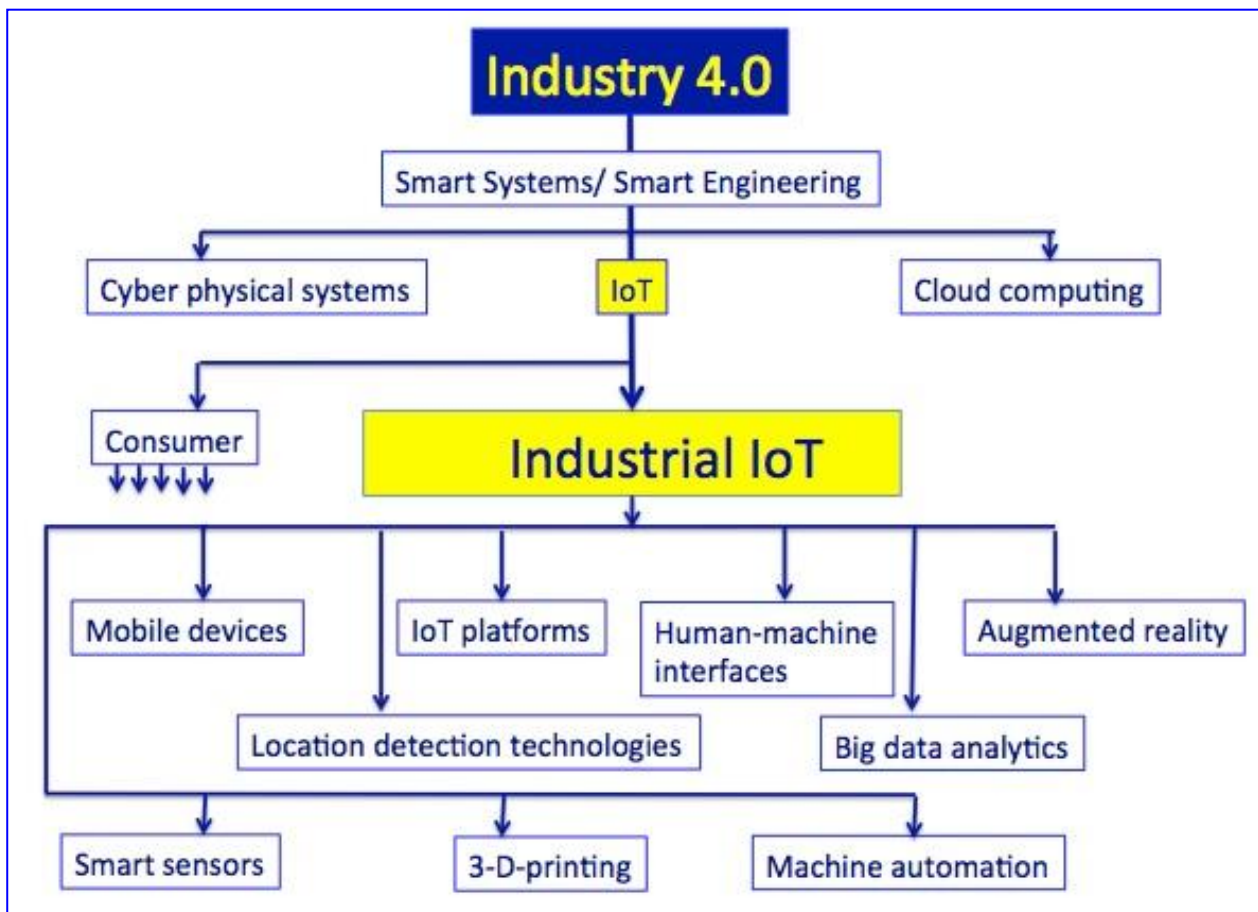 Industry 4.0
Smart Systems/ Smart Engineering
Cyber physical systems
IoT
Cloud computing
Consumer
Industrial IoT
Mobile devices
IoT platforms
Human-machine
interfaces
Augmented reality
Location detection technologies
Big data analytics
Smart sensors
3-D-printing
Machine automation